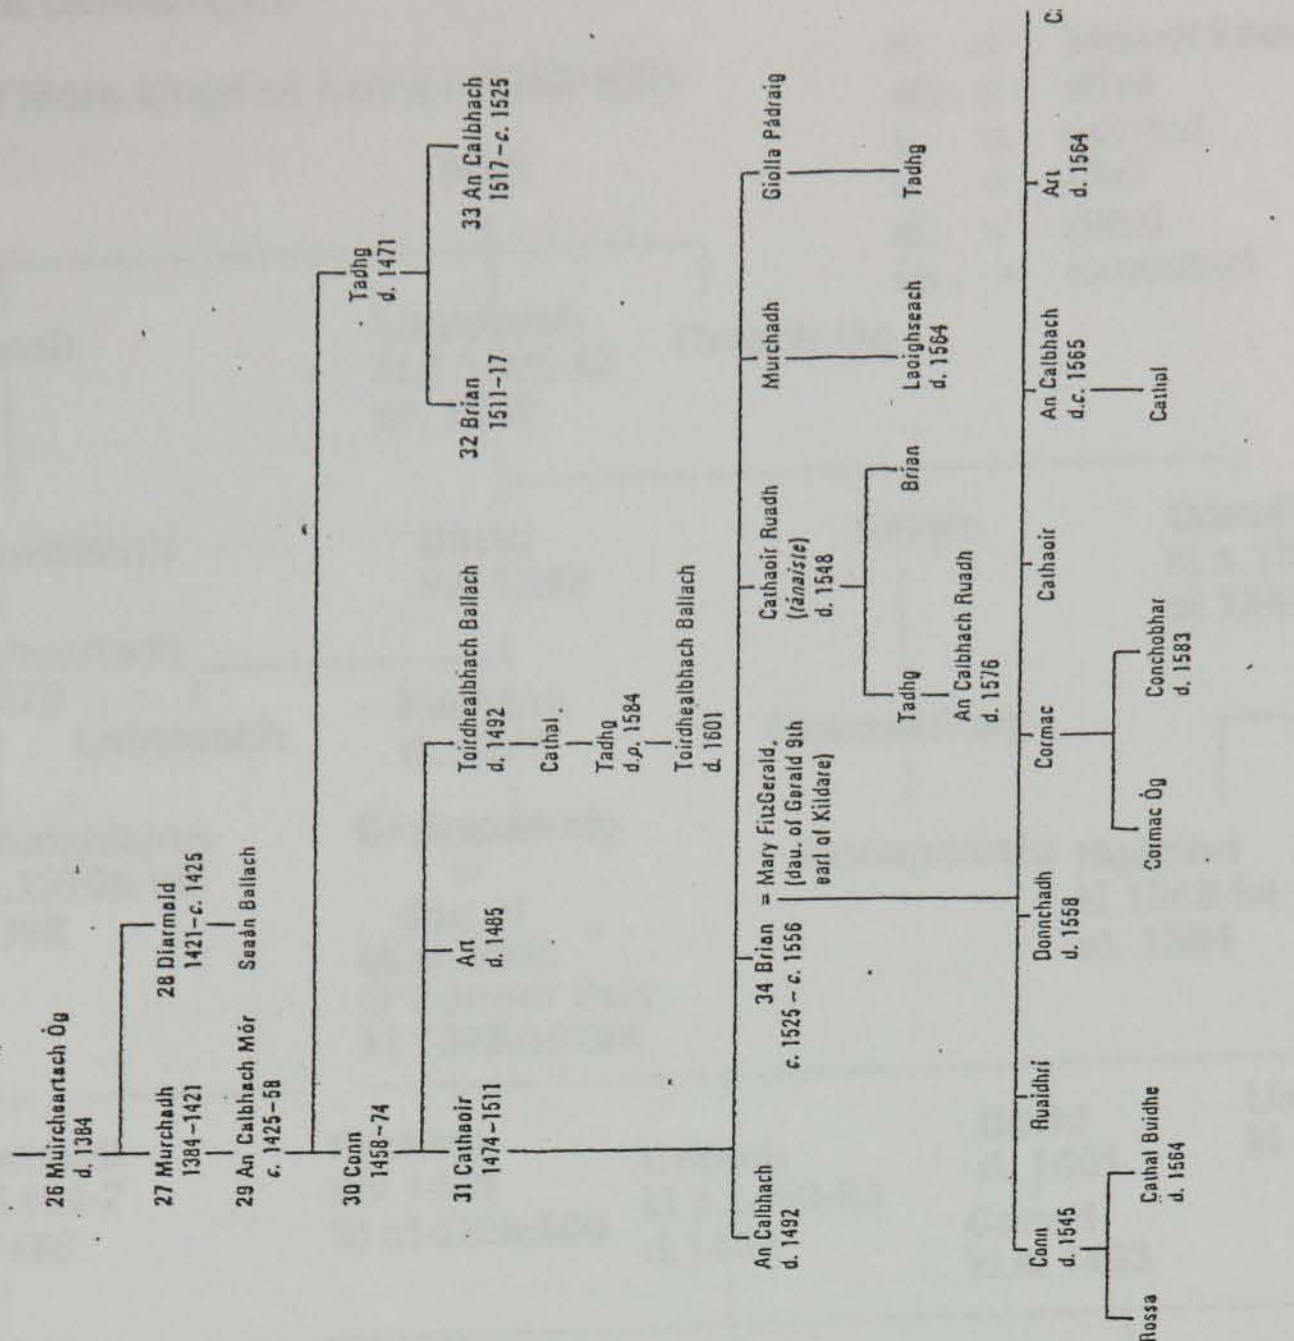 26 Muircheartach Óg
d. 1384
27 Murchadh
1384–1421
28 Diarmaid
1421–c. 1425
29 An Calbhach Mór
c. 1425–58
Seaán Ballach
30 Conn
1458–74
Tadhg
d. 1471
31 Cathaoir
1474–1511
Art
d. 1485
Toirdhealbhach Ballach
d. 1492
32 Brian
1511–17
33 An Calbhach
1517–c. 1525
Cathal
Tadhg
d.p. 1584
Toirdhealbhach Ballach
d. 1601
An Calbhach
d. 1492
34 Brian
c. 1525 – c. 1556
= Mary FitzGerald,
(dau. of Gerald 9th
earl of Kildare)
Cathaoir Ruadh
(tánaiste)
d. 1548
Murchadh
Giolla Pádraig
Tadhg
Brian
Laoighseach
d. 1564
Tadhg
An Calbhach Ruadh
d. 1576
Conn
d. 1545
Ruaidhrí
Donnchadh
d. 1558
Cormac
Cathaoir
An Calbhach
d.c. 1565
Art
d. 1564
Rossa
Cathal Buidhe
d. 1564
Cormac Óg
Conchobhar
d. 1583
Cathal